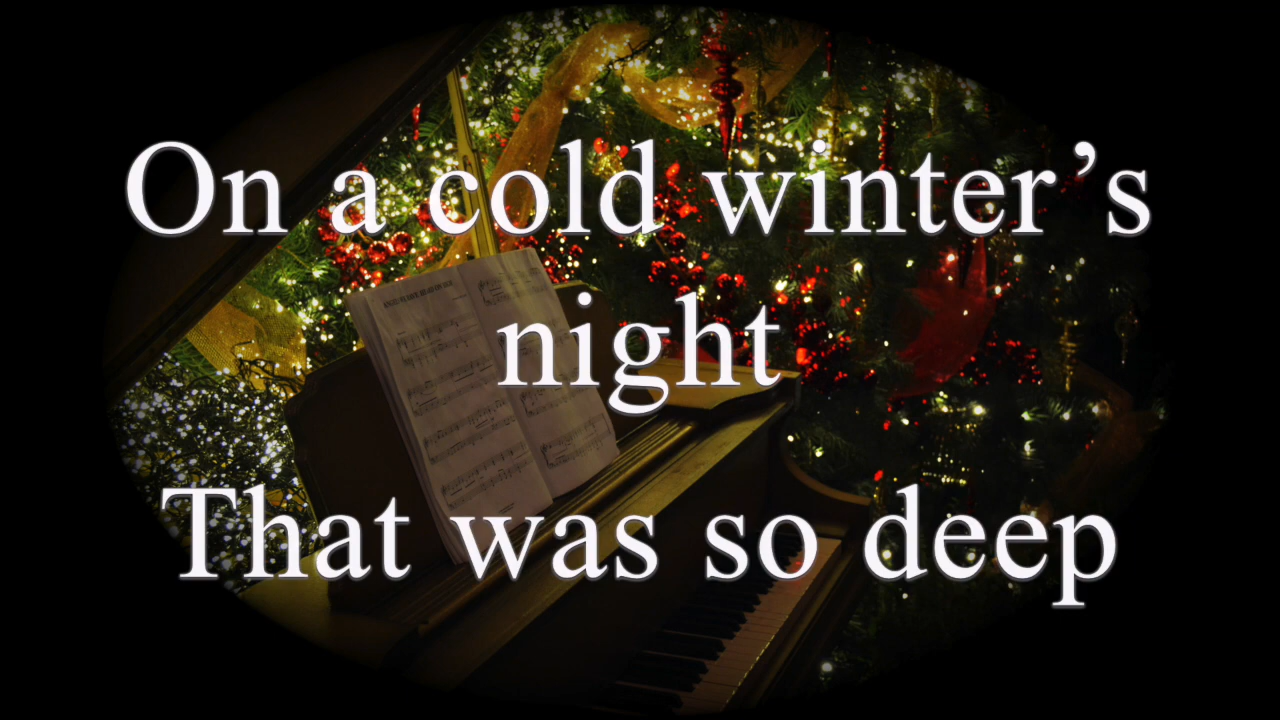 On a cold winter’s
night
That was so deep